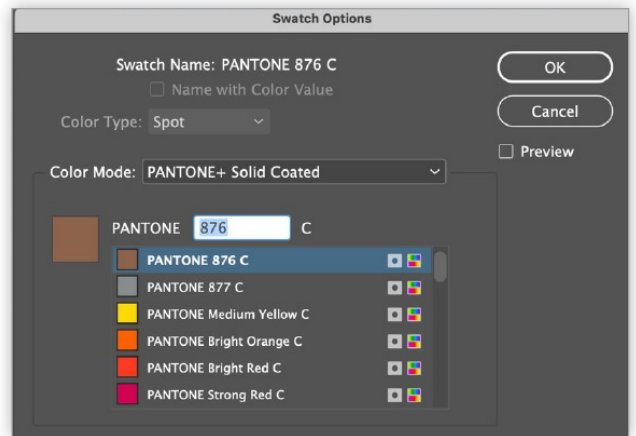 Swatch Options
Swatch Name: PANTONE 876 C
Name with Color Value
Color Type: Spot
OK
Cancel
Preview
Color Mode: PANTONE+ Solid Coated
PANTONE 876 C
PANTONE 876 C
PANTONE 877 C
PANTONE Medium Yellow C
PANTONE Bright Orange C
PANTONE Bright Red C
PANTONE Strong Red C